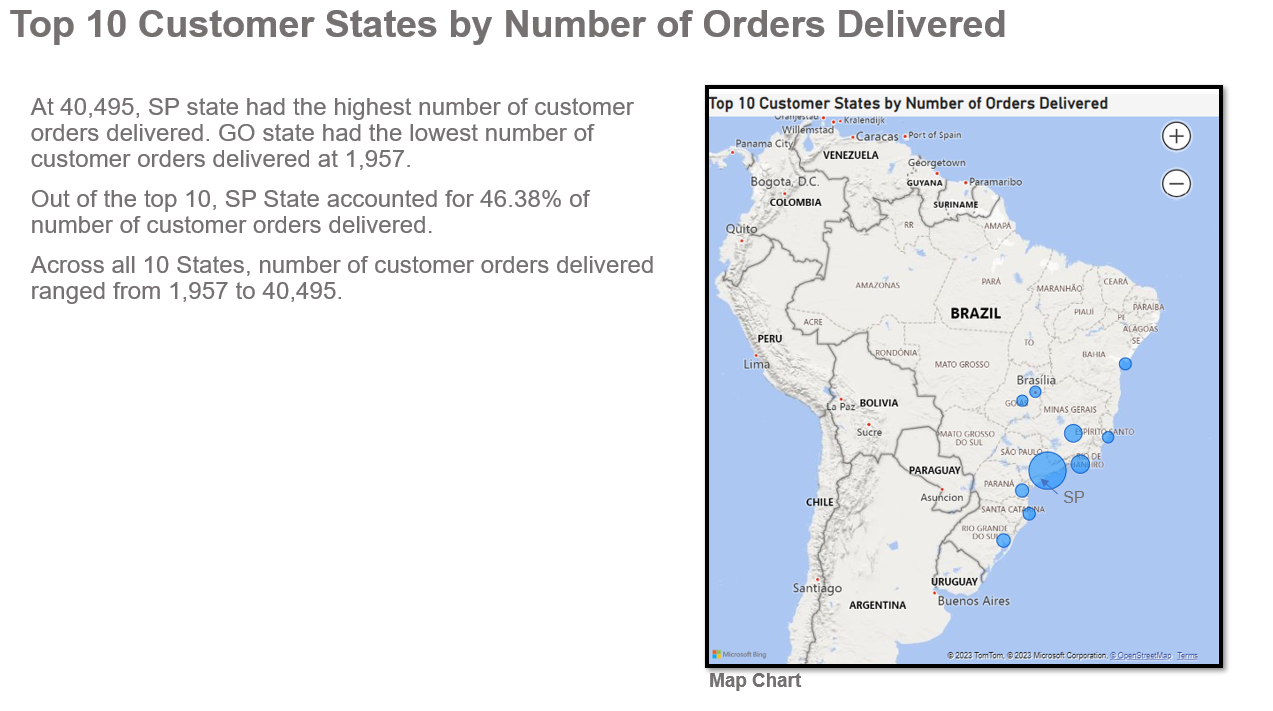 Top 10 Customer States by Number of Orders Delivered
At 40,495, SP state had the highest number of customer
orders delivered. GO state had the lowest number of
customer orders delivered at 1,957.
Out of the top 10, SP State accounted for 46.38% of
number of customer orders delivered.
Across all 10 States, number of customer orders delivered
ranged from 1,957 to 40,495.
Top 10 Customer States by Number of Orders Delivered
Oranjestad
Kralendijk
Willemstad
Caracas
Port of Spain
Panama City
VENEZUELA
Georgetown
Bogota, D.C.
GUYANA
Paramaribo
COLOMBIA
SURINAME
Quito
RR
AMAPÁ
AMAZONAS
PARÁ
MARANHÃO
CEARÁ
BRAZIL
PIAUÍ
PARAÍBA
PE
ACRE
ALAGOAS
PERU
TO
SE
RONDÔNIA
BAHIA
Lima
MATO GROSSO
Brasília
La Paz
BOLIVIA
GOIÁS
MINAS GERAIS
Sucre
MATO GROSSO
DO SUL
ESPÍRITO SANTO
SÃO PAULO
RIO DE
JANEIRO
PARAGUAY
PARANÁ
Asuncion
SP
CHILE
SANTA CATARINA
RIO GRANDE
DO SUL
Santiago
URUGUAY
ARGENTINA
Buenos Aires
Microsoft Bing
© 2023 TomTom, © 2023 Microsoft Corporation, © OpenStreetMap Terms
Map Chart